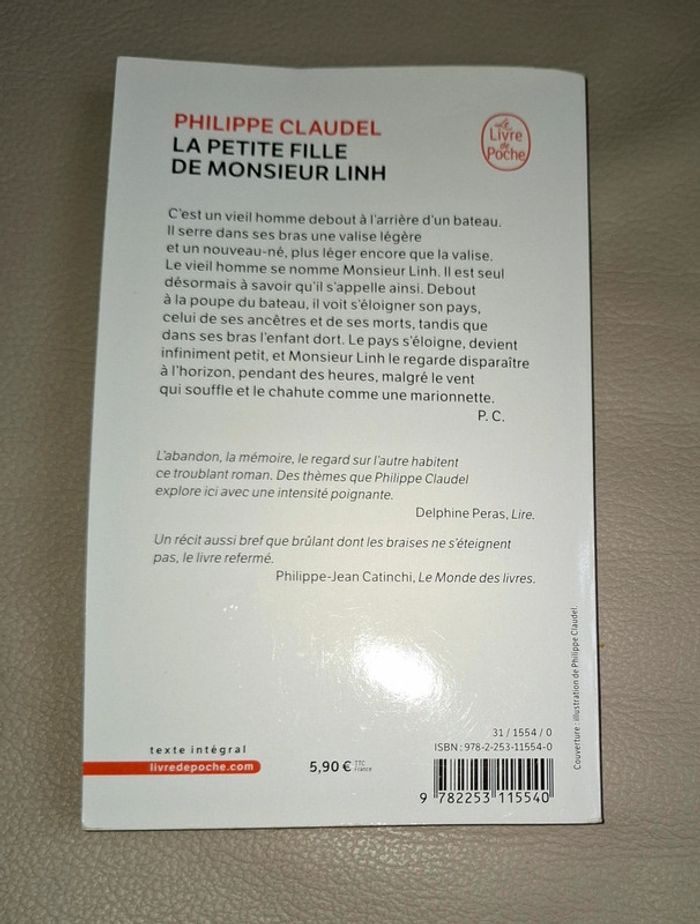 PHILIPPE CLAUDEL
LA PETITE FILLE
DE MONSIEUR LINH
Le
Livre
de
Poche
C'est un vieil homme debout à l'arrière d'un bateau.
Il serre dans ses bras une valise légère
et un nouveau-né, plus léger encore que la valise.
Le vieil homme se nomme Monsieur Linh. Il est seul
désormais à savoir qu'il s'appelle ainsi. Debout
à la poupe du bateau, il voit s'éloigner son pays,
celui de ses ancêtres et de ses morts, tandis que
dans ses bras l'enfant dort. Le pays s'éloigne, devient
infiniment petit, et Monsieur Linh le regarde disparaître
à l'horizon, pendant des heures, malgré le vent
qui souffle et le chahute comme une marionnette.
P. C.
L'abandon, la mémoire, le regard sur l'autre habitent
ce troublant roman. Des thèmes que Philippe Claudel
explore ici avec une intensité poignante.
Delphine Peras, Lire.
Un récit aussi bref que brûlant dont les braises ne s'éteignent
pas, le livre refermé.
Philippe-Jean Catinchi, Le Monde des livres.
Couverture : illustration de Philippe Claudel.
texte intégral
livredepoche.com
5,90 € TTC
France
31 / 1554 / 0
ISBN : 978-2-253-11554-0
9 782253 115540